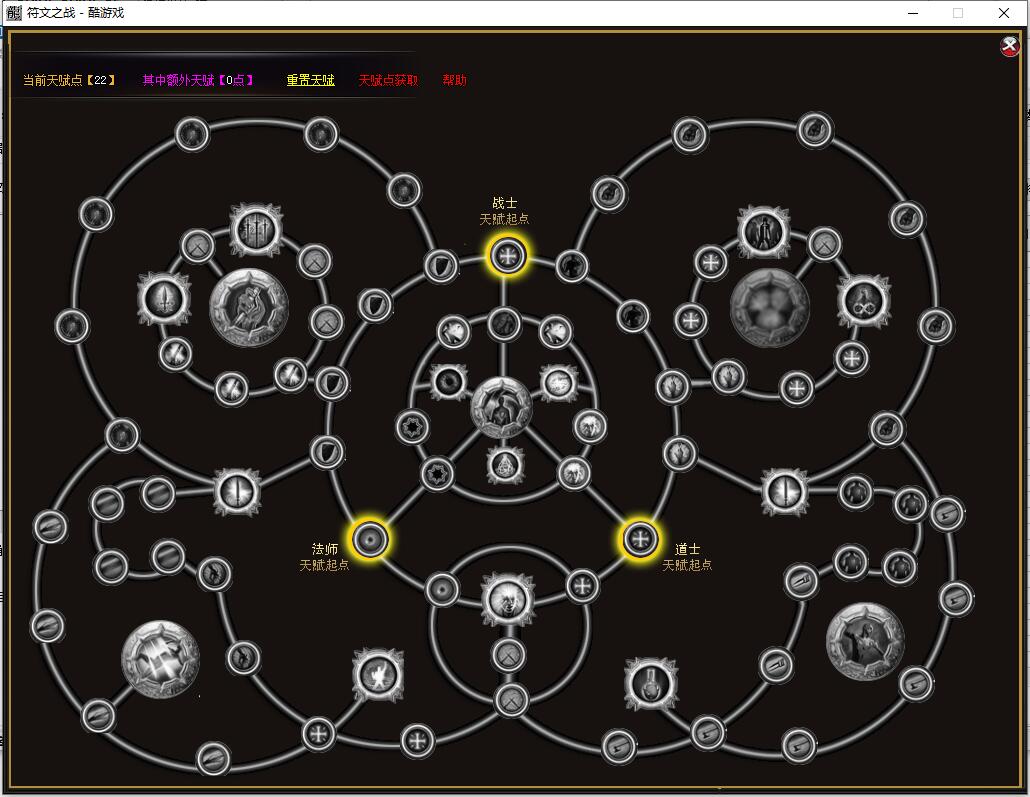 符文之战 - 酷游戏
当前天赋点【22】 其中额外天赋【0点】 重置天赋 天赋点获取 帮助
战士
天赋起点
法师
天赋起点
道士
天赋起点